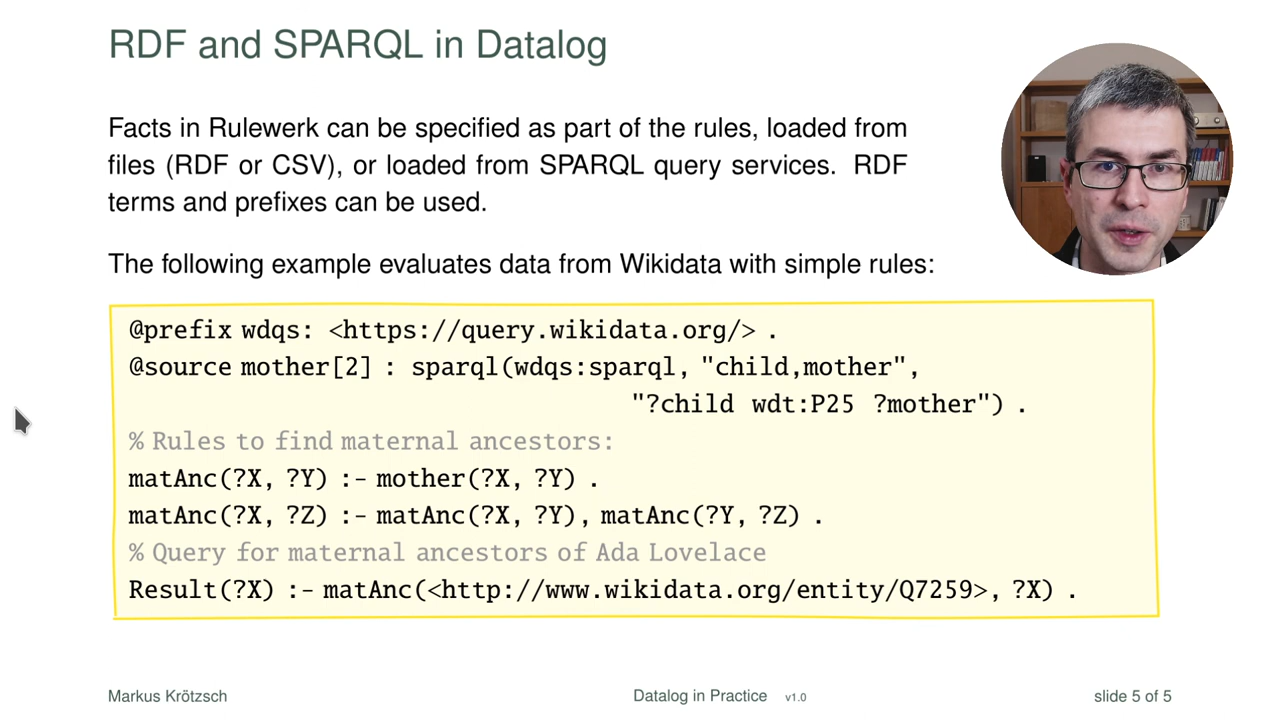 RDF and SPARQL in Datalog
Facts in Rulewerk can be specified as part of the rules, loaded from
files (RDF or CSV), or loaded from SPARQL query services. RDF
terms and prefixes can be used.
The following example evaluates data from Wikidata with simple rules:
@prefix wdqs: <https://query.wikidata.org/> .
@source mother[2] : sparql(wdqs:sparql, "child,mother",
"?child wdt:P25 ?mother") .
% Rules to find maternal ancestors:
matAnc(?X, ?Y) :- mother(?X, ?Y) .
matAnc(?X, ?Z) :- matAnc(?X, ?Y), matAnc(?Y, ?Z) .
% Query for maternal ancestors of Ada Lovelace
Result(?X) :- matAnc(<http://www.wikidata.org/entity/Q7259>, ?X) .
Markus Krötzsch Datalog in Practice v1.0 slide 5 of 5